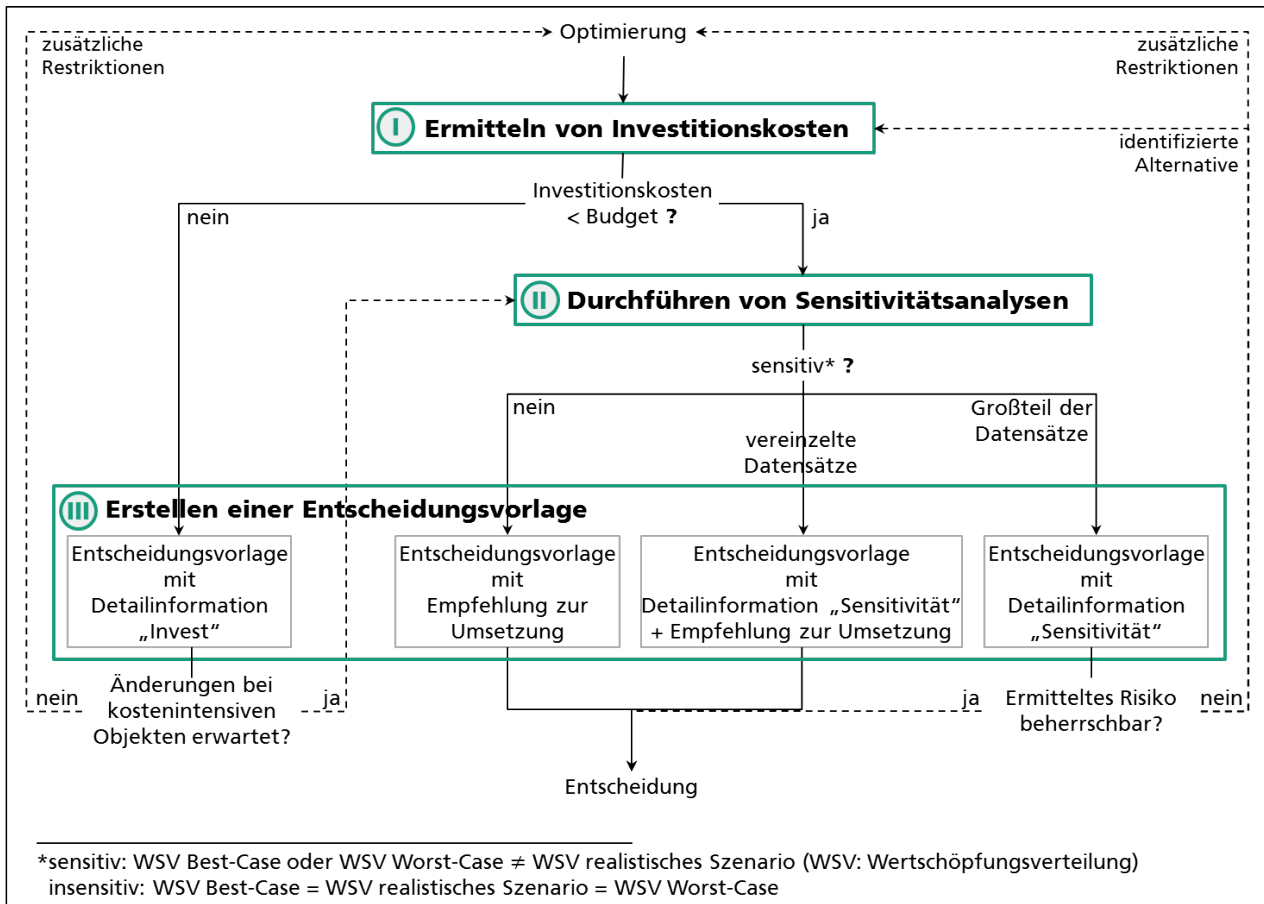 Optimierung
zusätzliche
Restriktionen
zusätzliche
Restriktionen
I Ermitteln von Investitionskosten
identifizierte
Alternative
Investitionskosten
< Budget ?
nein
ja
II Durchführen von Sensitivitätsanalysen
sensitiv* ?
nein
vereinzelte
Datensätze
Großteil der
Datensätze
III Erstellen einer Entscheidungsvorlage
Entscheidungsvorlage
mit
Detailinformation
„Invest“
Entscheidungsvorlage
mit
Empfehlung zur
Umsetzung
Entscheidungsvorlage
mit
Detailinformation „Sensitivität“
+ Empfehlung zur Umsetzung
Entscheidungsvorlage
mit
Detailinformation
„Sensitivität“
nein
Änderungen bei
kostenintensiven
Objekten erwartet?
ja
ja
Ermitteltes Risiko
beherrschbar?
nein
Entscheidung
*sensitiv: WSV Best-Case oder WSV Worst-Case ≠ WSV realistisches Szenario (WSV: Wertschöpfungsverteilung)
insensitiv: WSV Best-Case = WSV realistisches Szenario = WSV Worst-Case